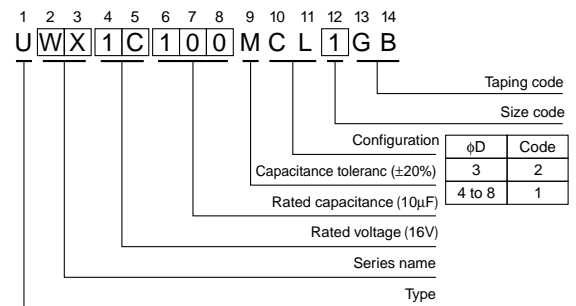 1 2 3 4 5 6 7 8 9 10 11 12 13 14
U W X 1 C 1 0 0 M C L 1 G B
Taping code
Size code
Configuration
ϕD Code
Capacitance toleranc (±20%)
3 2
Rated capacitance (10μF)
4 to 8 1
Rated voltage (16V)
Series name
Type